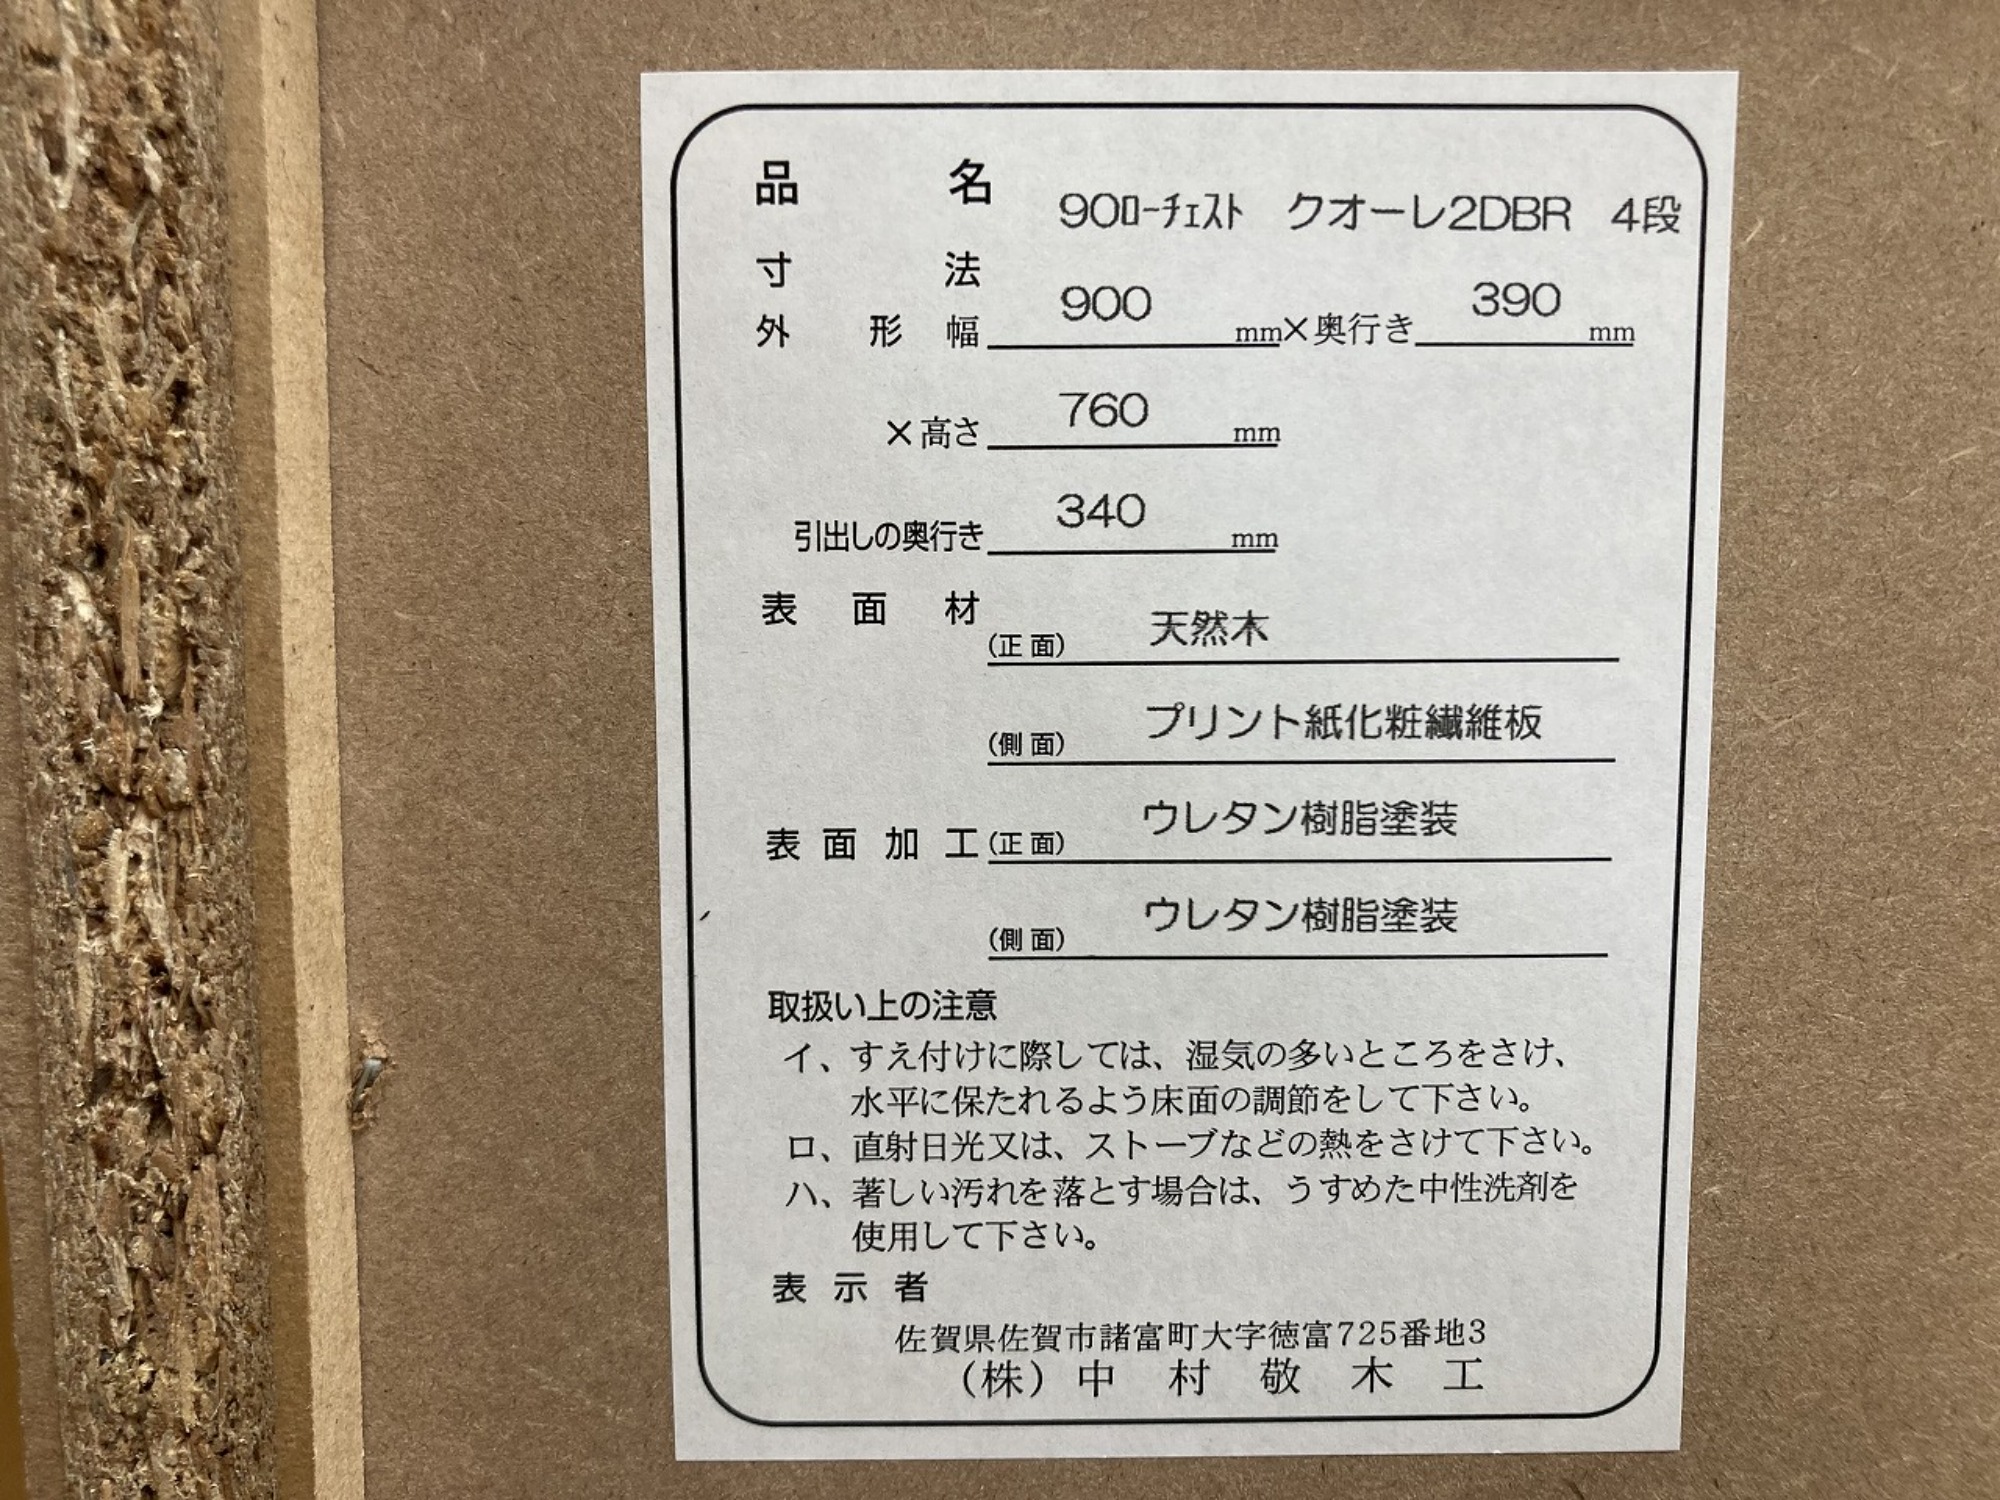 品名 90ﾛｰﾁｪｽﾄ クオーレ2DBR 4段
寸法
外形 幅 900 mm×奥行き 390 mm
×高さ 760 mm
引出しの奥行き 340 mm
表面材 (正面) 天然木
(側面) プリント紙化粧繊維板
表面加工 (正面) ウレタン樹脂塗装
(側面) ウレタン樹脂塗装
取扱い上の注意
イ、すえ付けに際しては、湿気の多いところをさけ、
水平に保たれるよう床面の調節をして下さい。
ロ、直射日光又は、ストーブなどの熱をさけて下さい。
ハ、著しい汚れを落とす場合は、うすめた中性洗剤を
使用して下さい。
表示者
佐賀県佐賀市諸富町大字徳富725番地3
(株)中村敬木工